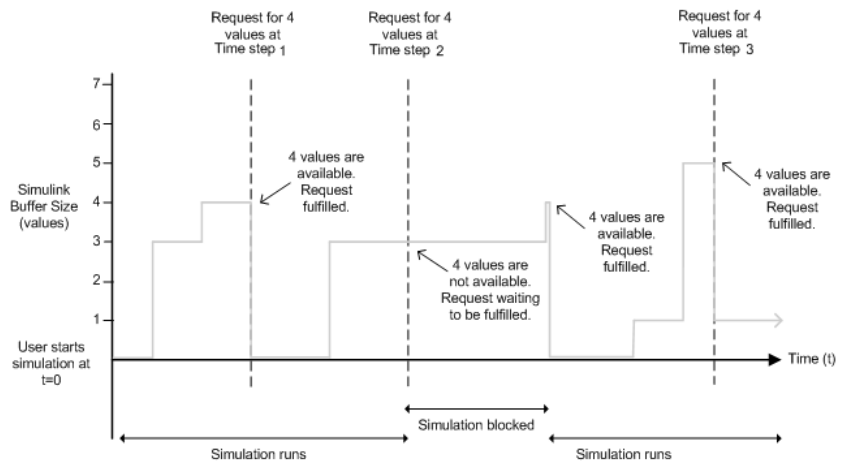 Request for 4
values at
Time step 1
Request for 4
values at
Time step 2
Request for 4
values at
Time step 3
7
6
5
4
3
2
1
Simulink
Buffer Size
(values)
4 values are
available.
Request
fulfilled.
4 values are
not available.
Request waiting
to be fulfilled.
4 values are
available.
Request
fulfilled.
4 values are
available.
Request
fulfilled.
User starts
simulation at
t=0
Time (t)
Simulation blocked
Simulation runs
Simulation runs